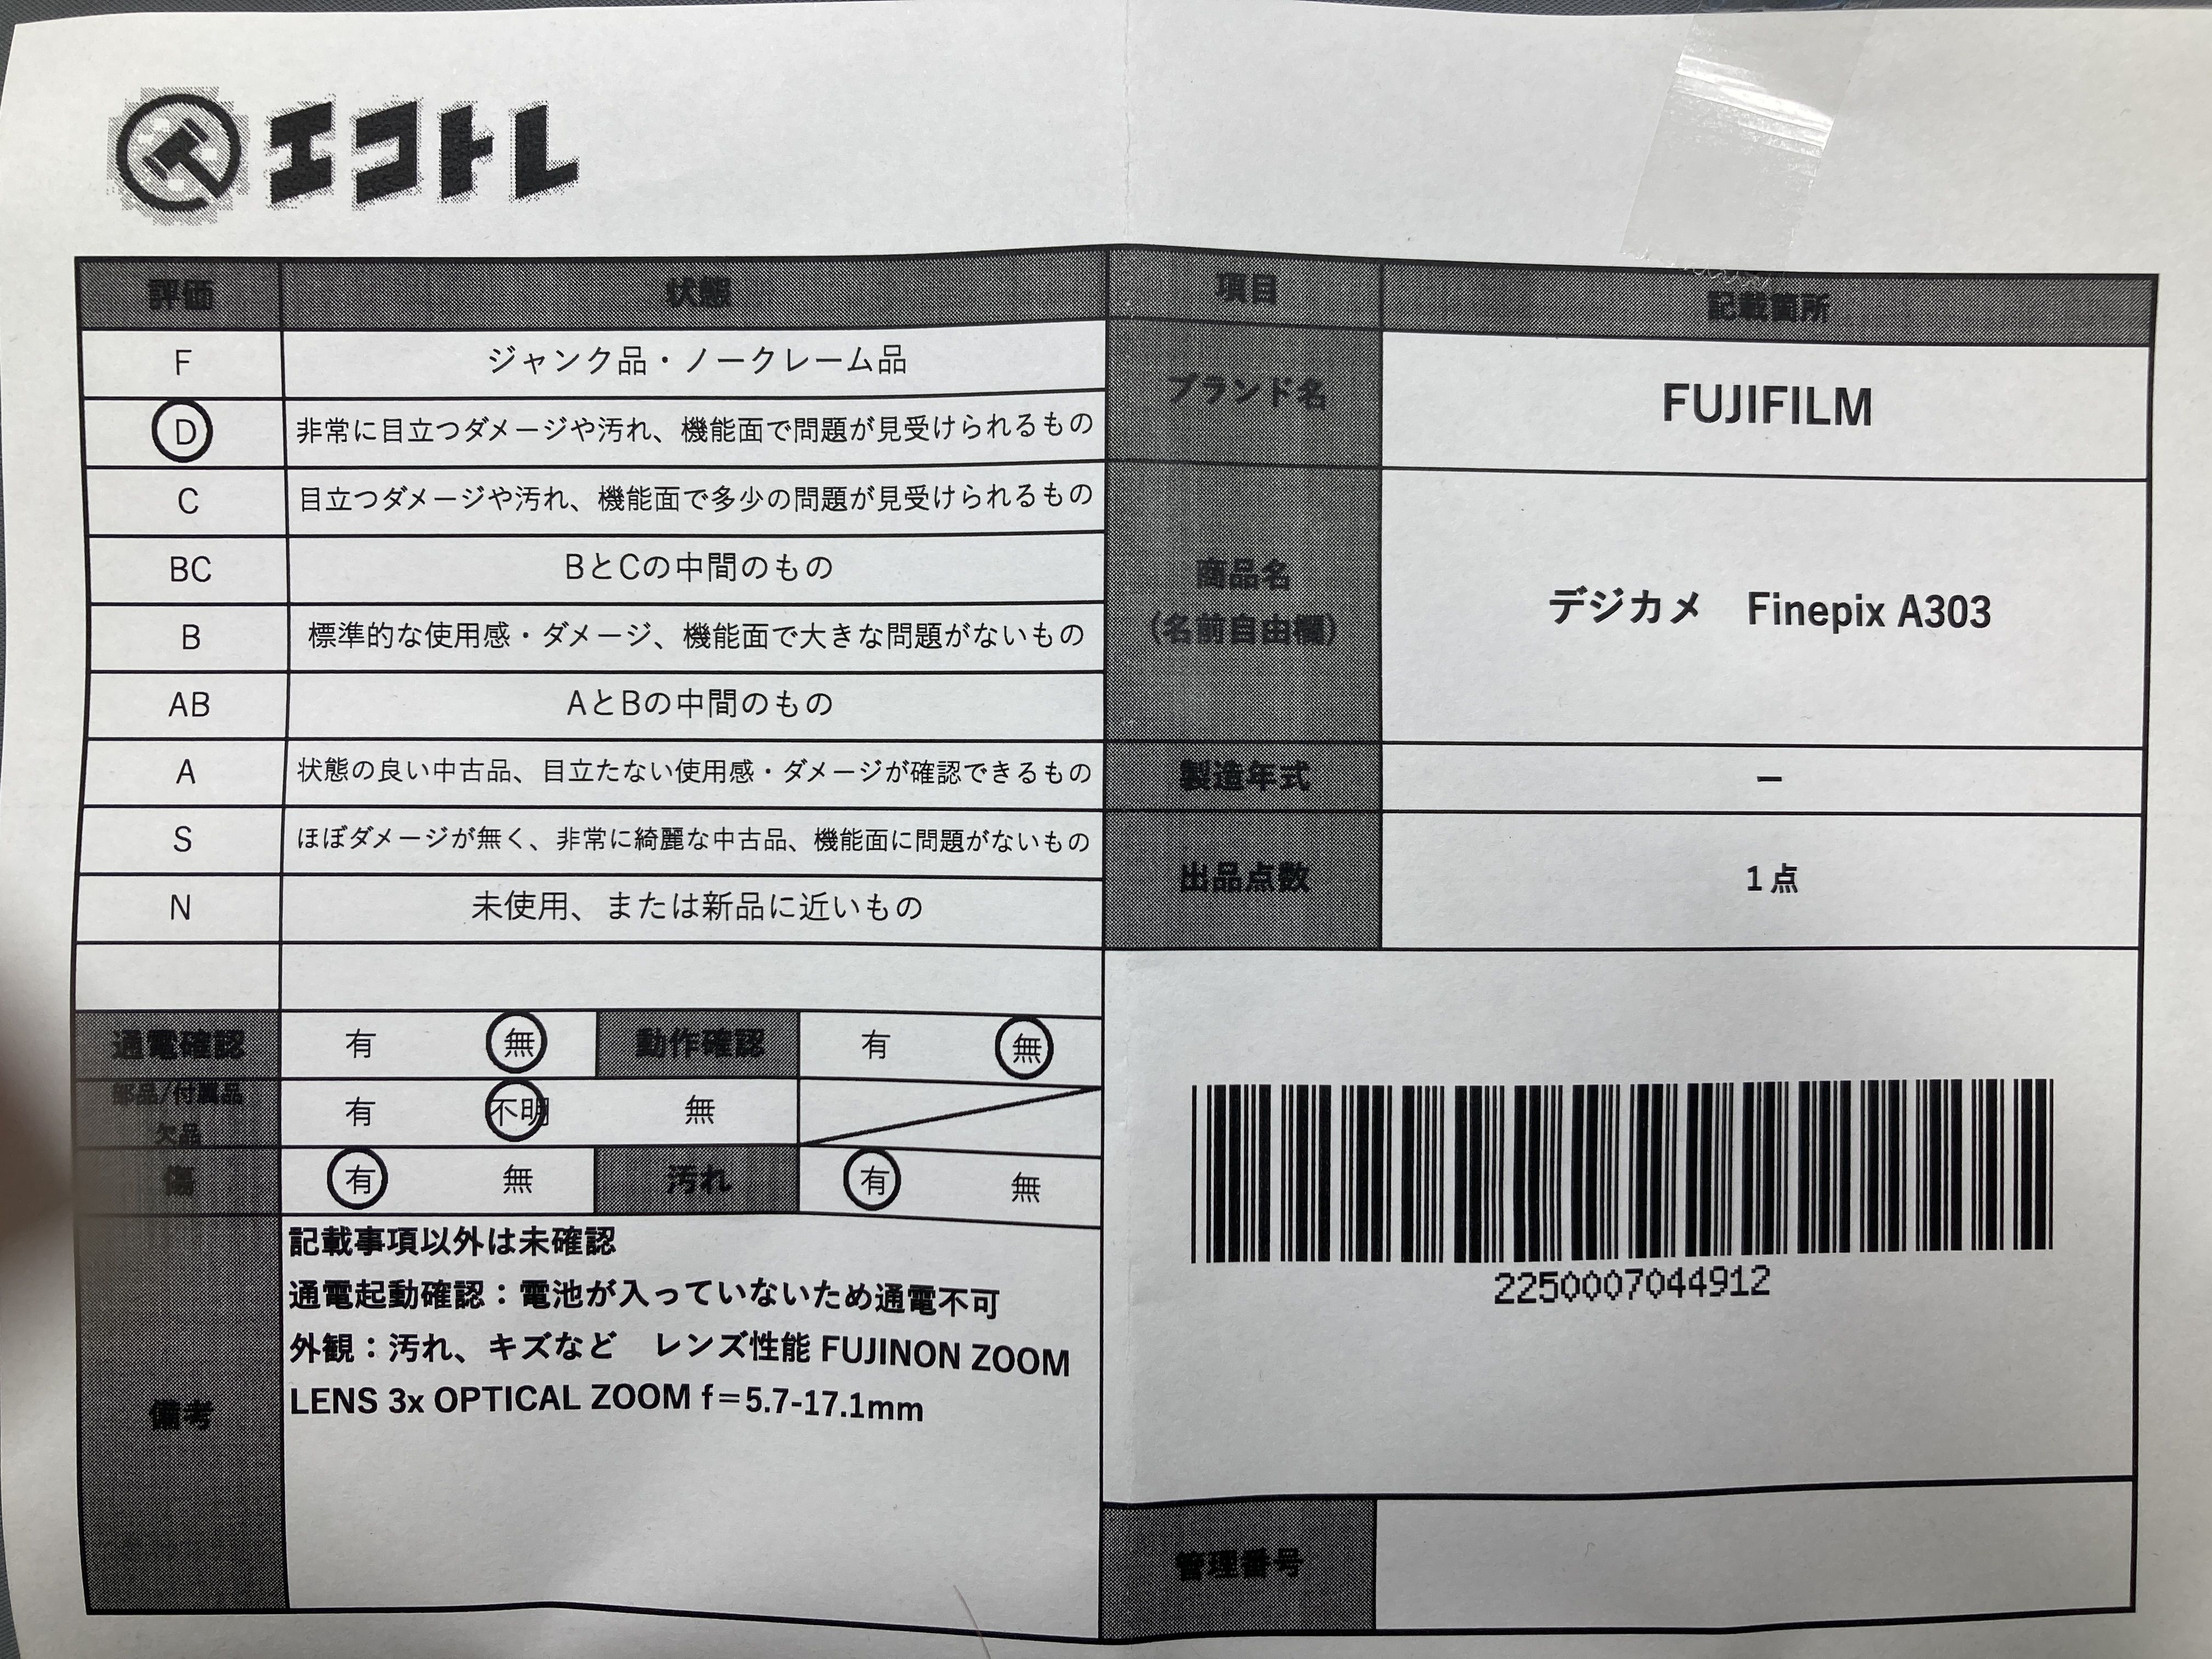 エコトレ
評価 状態
F ジャンク品・ノークレーム品
D 非常に目立つダメージや汚れ、機能面で問題が見受けられるもの
C 目立つダメージや汚れ、機能面で多少の問題が見受けられるもの
BC BとCの中間のもの
B 標準的な使用感・ダメージ、機能面で大きな問題がないもの
AB AとBの中間のもの
A 状態の良い中古品、目立たない使用感・ダメージが確認できるもの
S ほぼダメージが無く、非常に綺麗な中古品、機能面に問題がないもの
N 未使用、または新品に近いもの
通電確認 有 無 動作確認 有 無
部品/付属品
欠品 有 不明 無
傷 有 無 汚れ 有 無
備考
記載事項以外は未確認
通電起動確認：電池が入っていないため通電不可
外観：汚れ、キズなど　レンズ性能 FUJINON ZOOM
LENS 3x OPTICAL ZOOM f＝5.7-17.1mm
項目 記載箇所
ブランド名 FUJIFILM
商品名
（名前自由欄） デジカメ　Finepix A303
製造年式 ー
出品点数 1点
2250007044912
管理番号